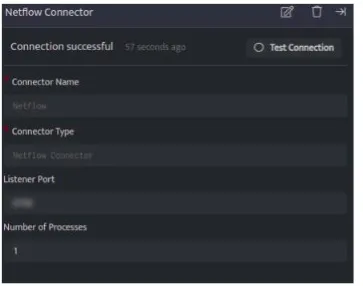 Netflow Connector
Connection successful 57 seconds ago Test Connection
* Connector Name
Netflow
* Connector Type
Netflow Connector
Listener Port
Number of Processes
1